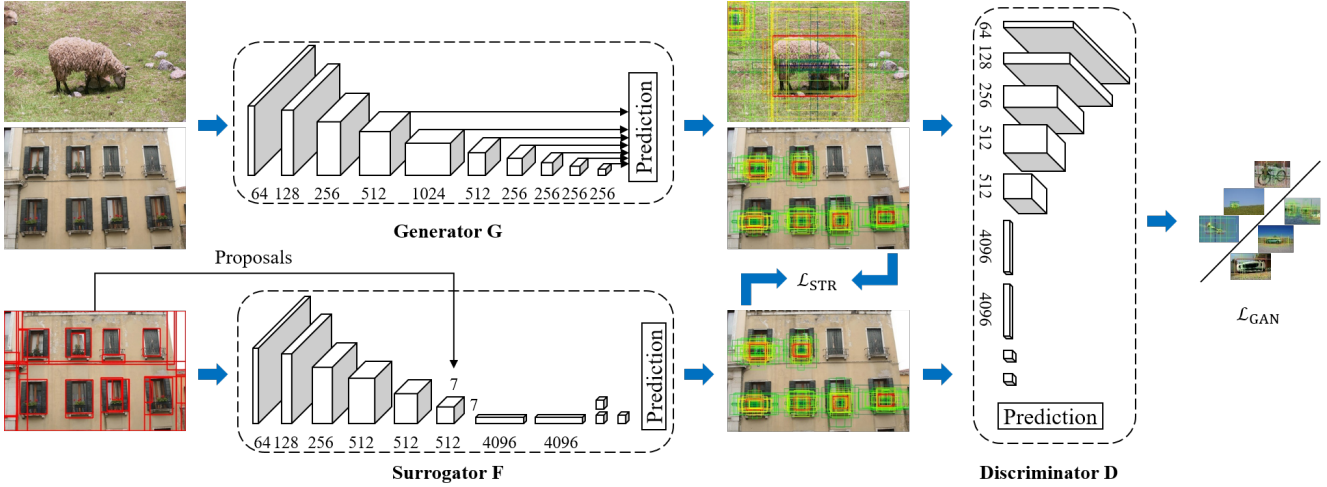 64 128 256 512 1024 512 256 256 256 256
Prediction
Generator G
Proposals
7
7
64 128 256 512 512 512 4096 4096
Prediction
Surrogator F
ℒSTR
64
128
256
512
512
4096
4096
Prediction
Discriminator D
ℒGAN